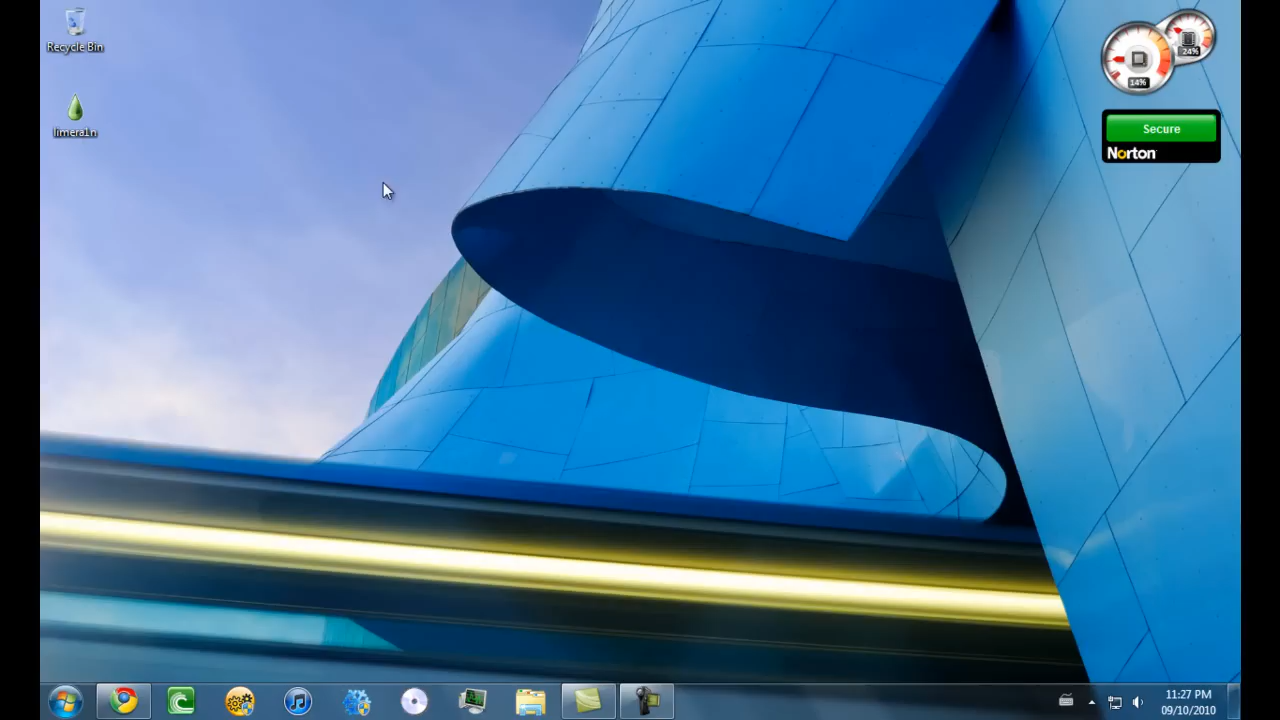 Recycle Bin
limera1n
24%
14%
Secure
Norton
11:27 PM
09/10/2010